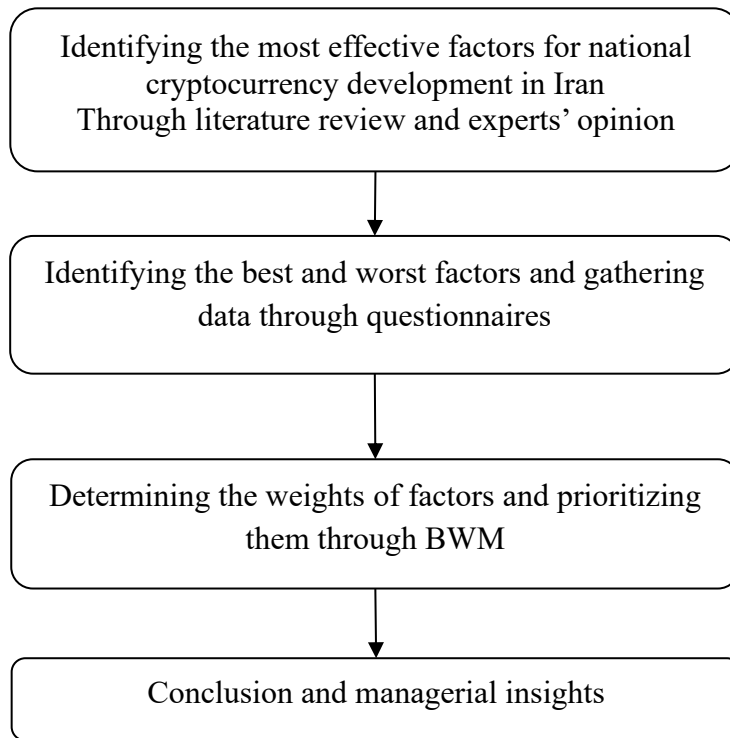 Identifying the most effective factors for national
cryptocurrency development in Iran
Through literature review and experts’ opinion
Identifying the best and worst factors and gathering
data through questionnaires
Determining the weights of factors and prioritizing
them through BWM
Conclusion and managerial insights